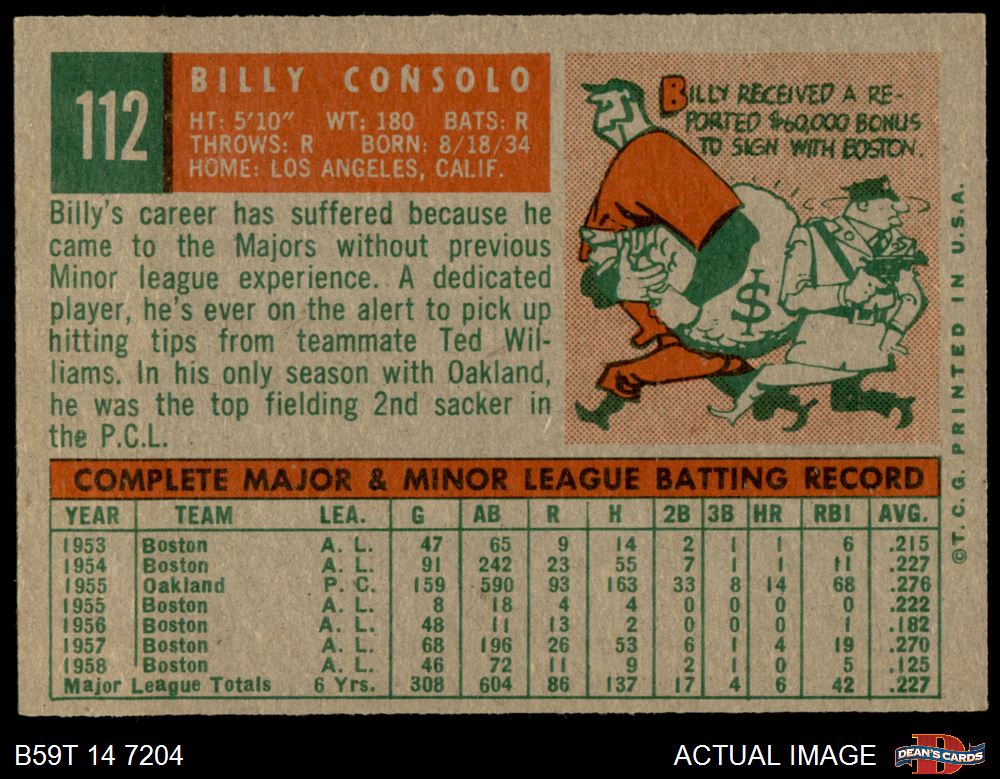 112
BILLY CONSOLO
HT: 5'10" WT: 180 BATS: R
THROWS: R BORN: 8/18/34
HOME: LOS ANGELES, CALIF.
Billy's career has suffered because he
came to the Majors without previous
Minor league experience. A dedicated
player, he's ever on the alert to pick up
hitting tips from teammate Ted Wil-
liams. In his only season with Oakland,
he was the top fielding 2nd sacker in
the P.C.L.
BILLY RECEIVED A RE-
PORTED $60,000 BONUS
TO SIGN WITH BOSTON.
$
©T.C.G. PRINTED IN U.S.A.
COMPLETE MAJOR & MINOR LEAGUE BATTING RECORD
YEAR TEAM LEA. G AB R H 2B 3B HR RBI AVG.
1953 Boston A. L. 47 65 9 14 2 1 1 6 .215
1954 Boston A. L. 91 242 23 55 7 1 1 11 .227
1955 Oakland P. C. 159 590 93 163 33 8 14 68 .276
1955 Boston A. L. 8 18 4 4 0 0 0 0 .222
1956 Boston A. L. 48 11 13 2 0 0 0 1 .182
1957 Boston A. L. 68 196 26 53 6 1 4 19 .270
1958 Boston A. L. 46 72 11 9 2 1 0 5 .125
Major League Totals 6 Yrs. 308 604 86 137 17 4 6 42 .227
B59T 14 7204
ACTUAL IMAGE
DEAN'S CARDS